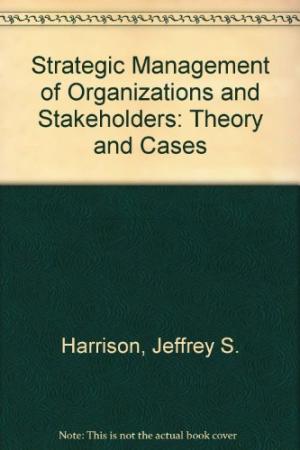 Strategic Management
of Organizations and
Stakeholders: Theory
and Cases
Harrison, Jeffrey S.
Note: This is not the actual book cover